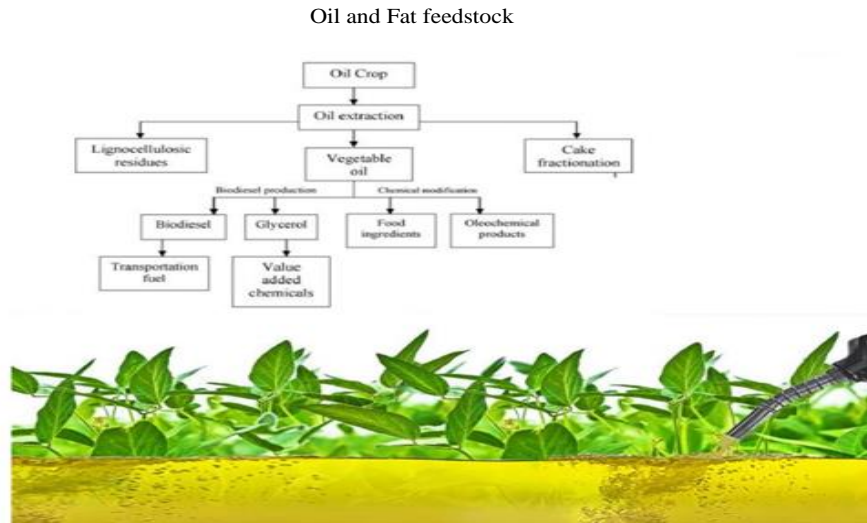 Oil and Fat feedstock
Oil Crop
Oil extraction
Lignocellulosic
residues
Vegetable
oil
Cake
fractionation
Biodiesel production
Chemical modification
Biodiesel
Glycerol
Food
ingredients
Oleochemical
products
Transportation
fuel
Value
added
chemicals